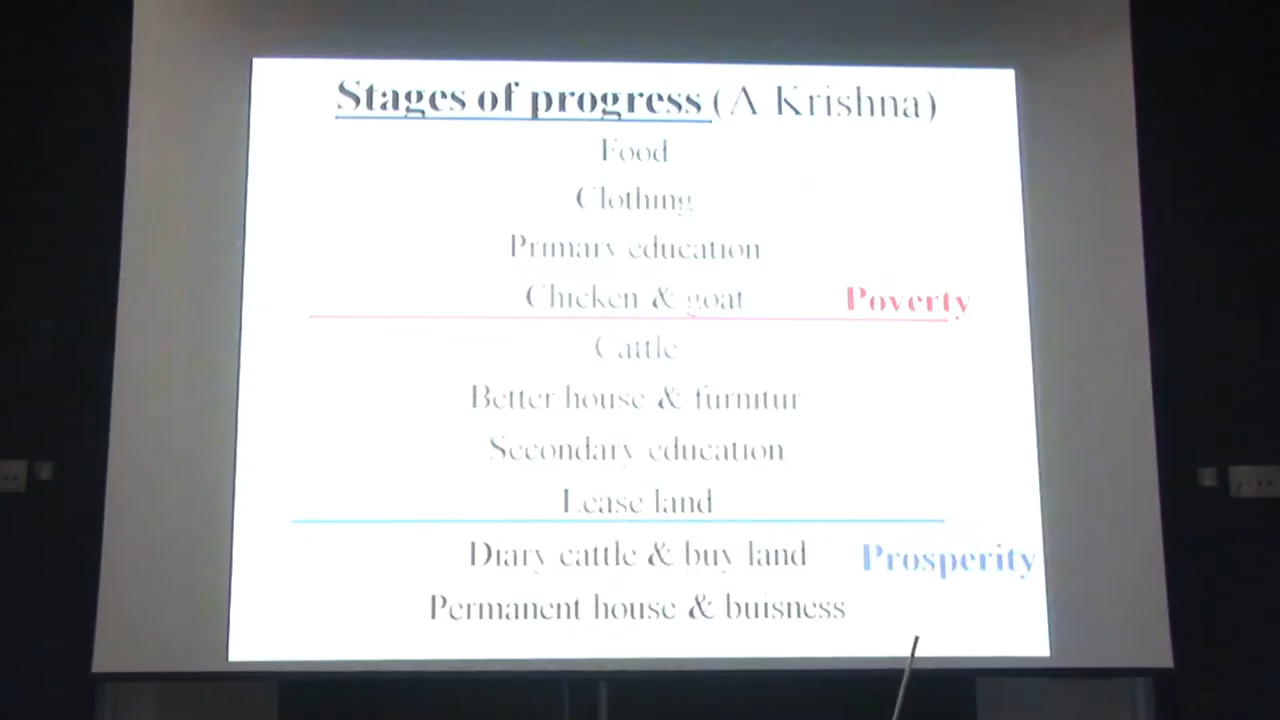 Stages of progress (A Krishna)
Food
Clothing
Primary education
Chicken & goat Poverty
Cattle
Better house & furnitur
Secondary education
Lease land
Diary cattle & buy land Prosperity
Permanent house & buisness